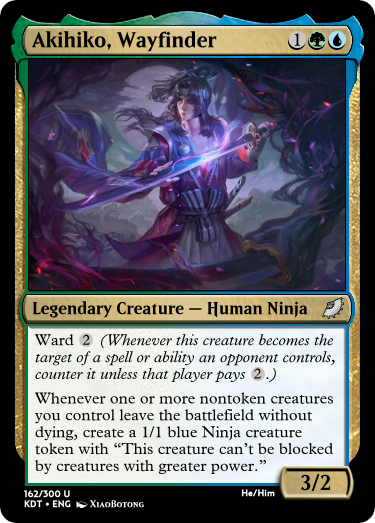 Akihiko, Wayfinder 1
Legendary Creature — Human Ninja
Ward 2 (Whenever this creature becomes the
target of a spell or ability an opponent controls,
counter it unless that player pays 2.)
Whenever one or more nontoken creatures
you control leave the battlefield without
dying, create a 1/1 blue Ninja creature
token with “This creature can’t be blocked
by creatures with greater power.”
3/2
162/300 U He/Him
KDT • ENG XiaoBotong